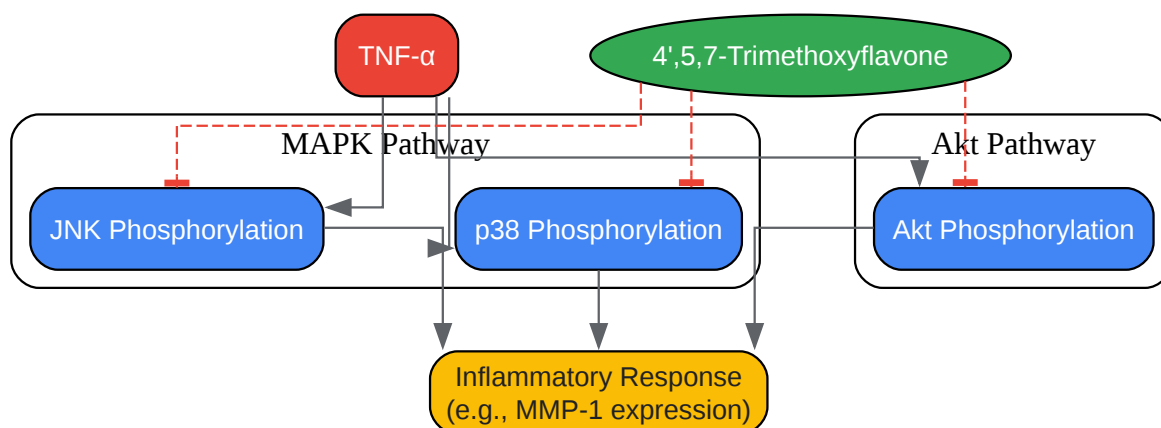 TNF-α
4',5,7-Trimethoxyflavone
MAPK Pathway
Akt Pathway
JNK Phosphorylation
p38 Phosphorylation
Akt Phosphorylation
Inflammatory Response
(e.g., MMP-1 expression)